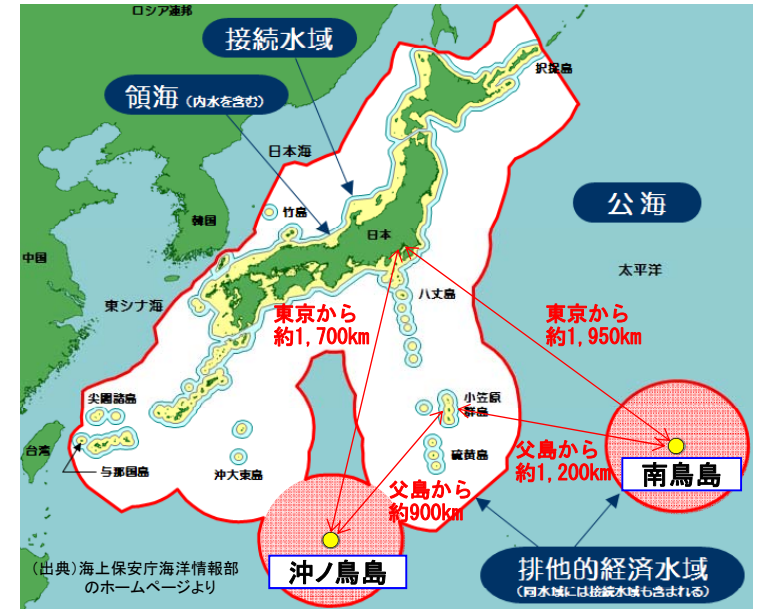 ロシア連邦
接続水域
領海（内水を含む）
択捉島
日本海
竹島
韓国
日本
公海
中国
太平洋
東シナ海
八丈島
東京から
約1,700km
東京から
約1,950km
尖閣諸島
小笠原
群島
台湾
与那国島
沖大東島
硫黄島
父島から
約1,200km
父島から
約900km
南鳥島
沖ノ鳥島
排他的経済水域
（同水域には接続水域も含まれる）
（出典）海上保安庁海洋情報部
のホームページより